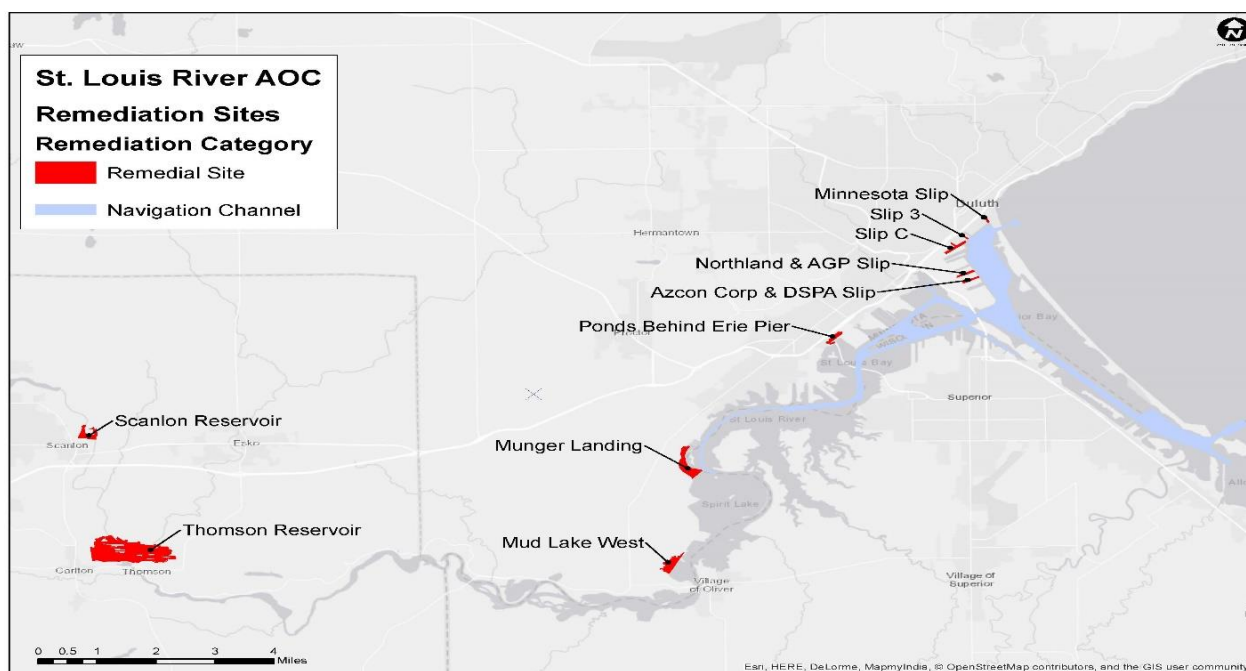 St. Louis River AOC
Remediation Sites
Remediation Category
Remedial Site
Navigation Channel
N
Minnesota Slip
Duluth
Slip 3
Slip C
Hermantown
Northland & AGP Slip
Azcon Corp & DSPA Slip
Ponds Behind Erie Pier
St Louis Bay
Superior
Scanlon Reservoir
Scanlon
Esko
St Louis River
Munger Landing
Spirit Lake
Thomson Reservoir
Mud Lake West
Carlton
Thomson
Village
of Oliver
Village of
Superior
0 0.5 1 2 3 4
Miles
Esri, HERE, DeLorme, MapmyIndia, © OpenStreetMap contributors, and the GIS user community